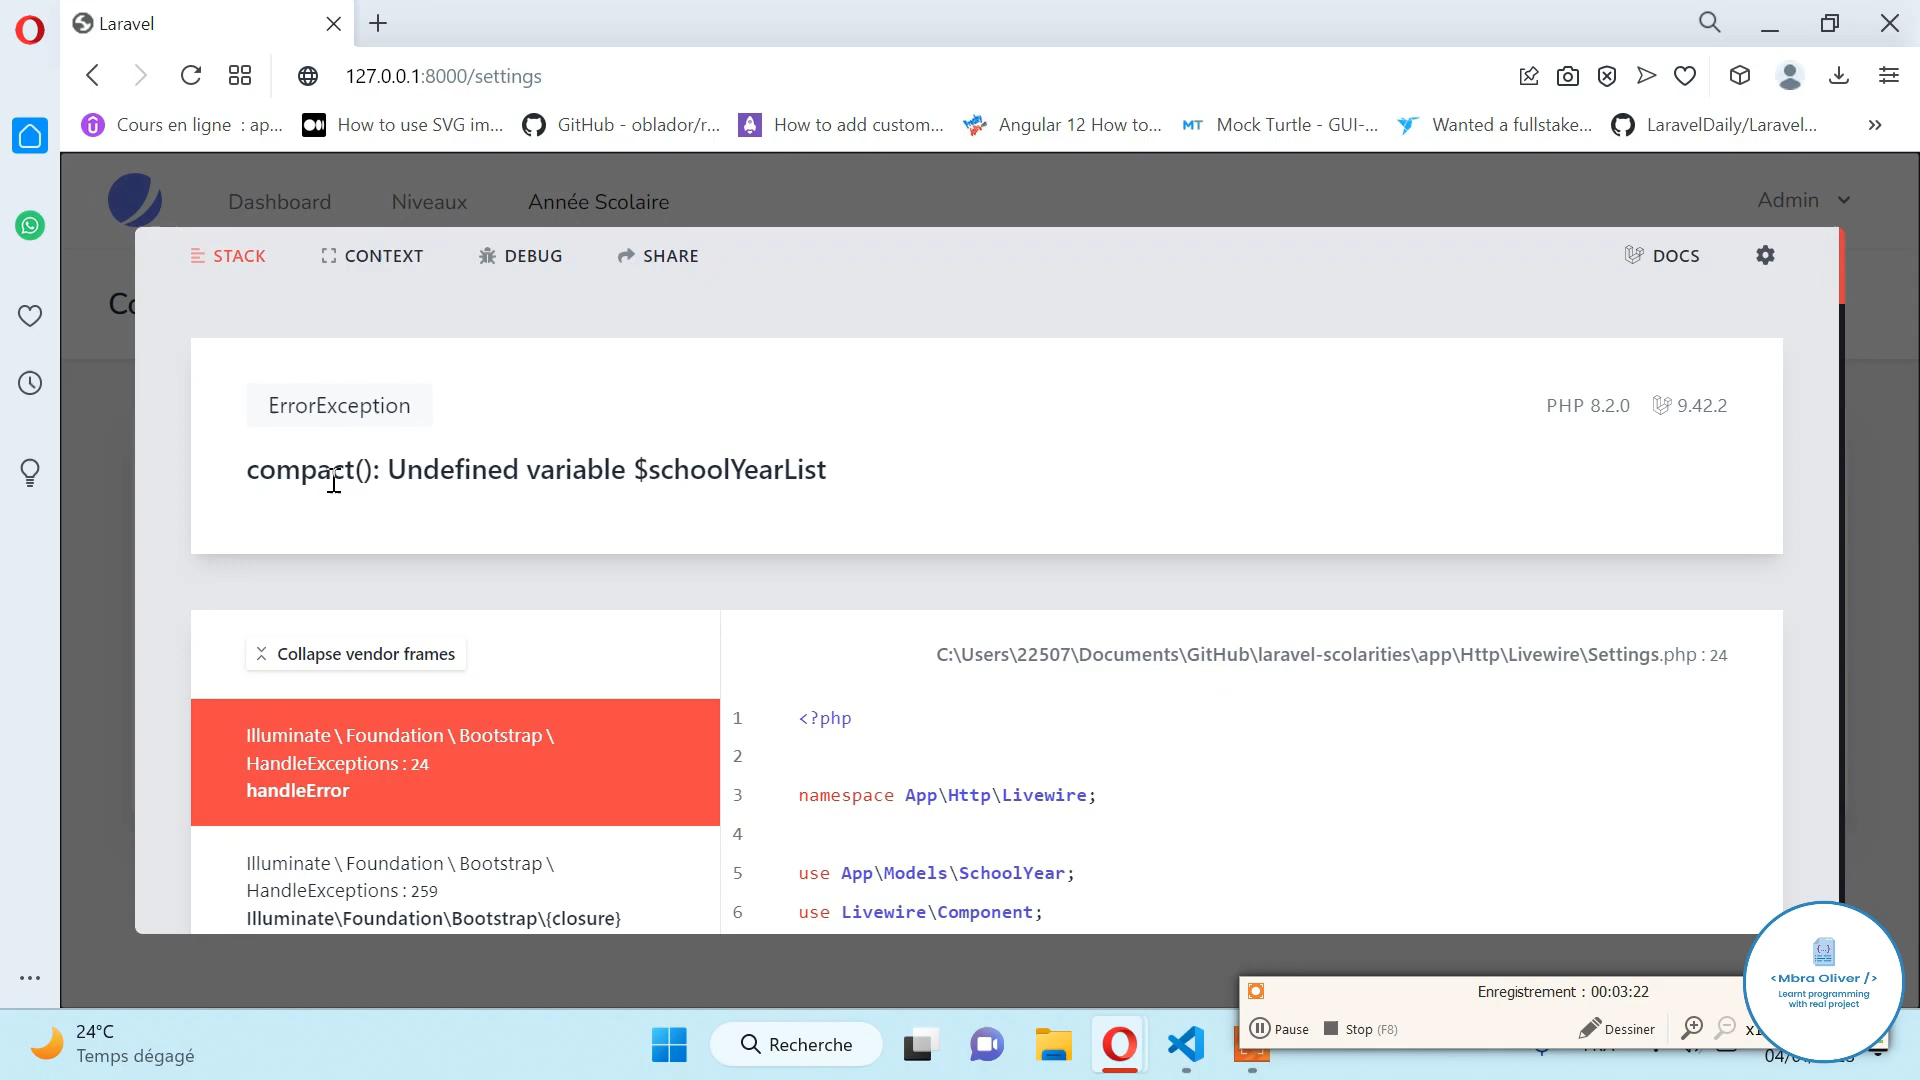 Laravel
127.0.0.1:8000/settings
Cours en ligne : ap...
How to use SVG im...
GitHub - oblador/r...
How to add custom...
Angular 12 How to...
MT Mock Turtle - GUI-...
Wanted a fullstake...
LaravelDaily/Laravel...
Dashboard
Niveaux
Année Scolaire
Admin
Co
STACK
CONTEXT
DEBUG
SHARE
DOCS
ErrorException
PHP 8.2.0
9.42.2
compact(): Undefined variable $schoolYearList
Collapse vendor frames
C:\Users\22507\Documents\GitHub\laravel-scolarities\app\Http\Livewire\Settings.php : 24
Illuminate \ Foundation \ Bootstrap \
HandleExceptions : 24
handleError
Illuminate \ Foundation \ Bootstrap \
HandleExceptions : 259
Illuminate\Foundation\Bootstrap\{closure}
1 <?php
2
3 namespace App\Http\Livewire;
4
5 use App\Models\SchoolYear;
6 use Livewire\Component;
Enregistrement : 00:03:22
Pause
Stop (F8)
Dessiner
{...}
<Mbra Oliver />
Learnt programming
with real project
24°C
Temps dégagé
Recherche